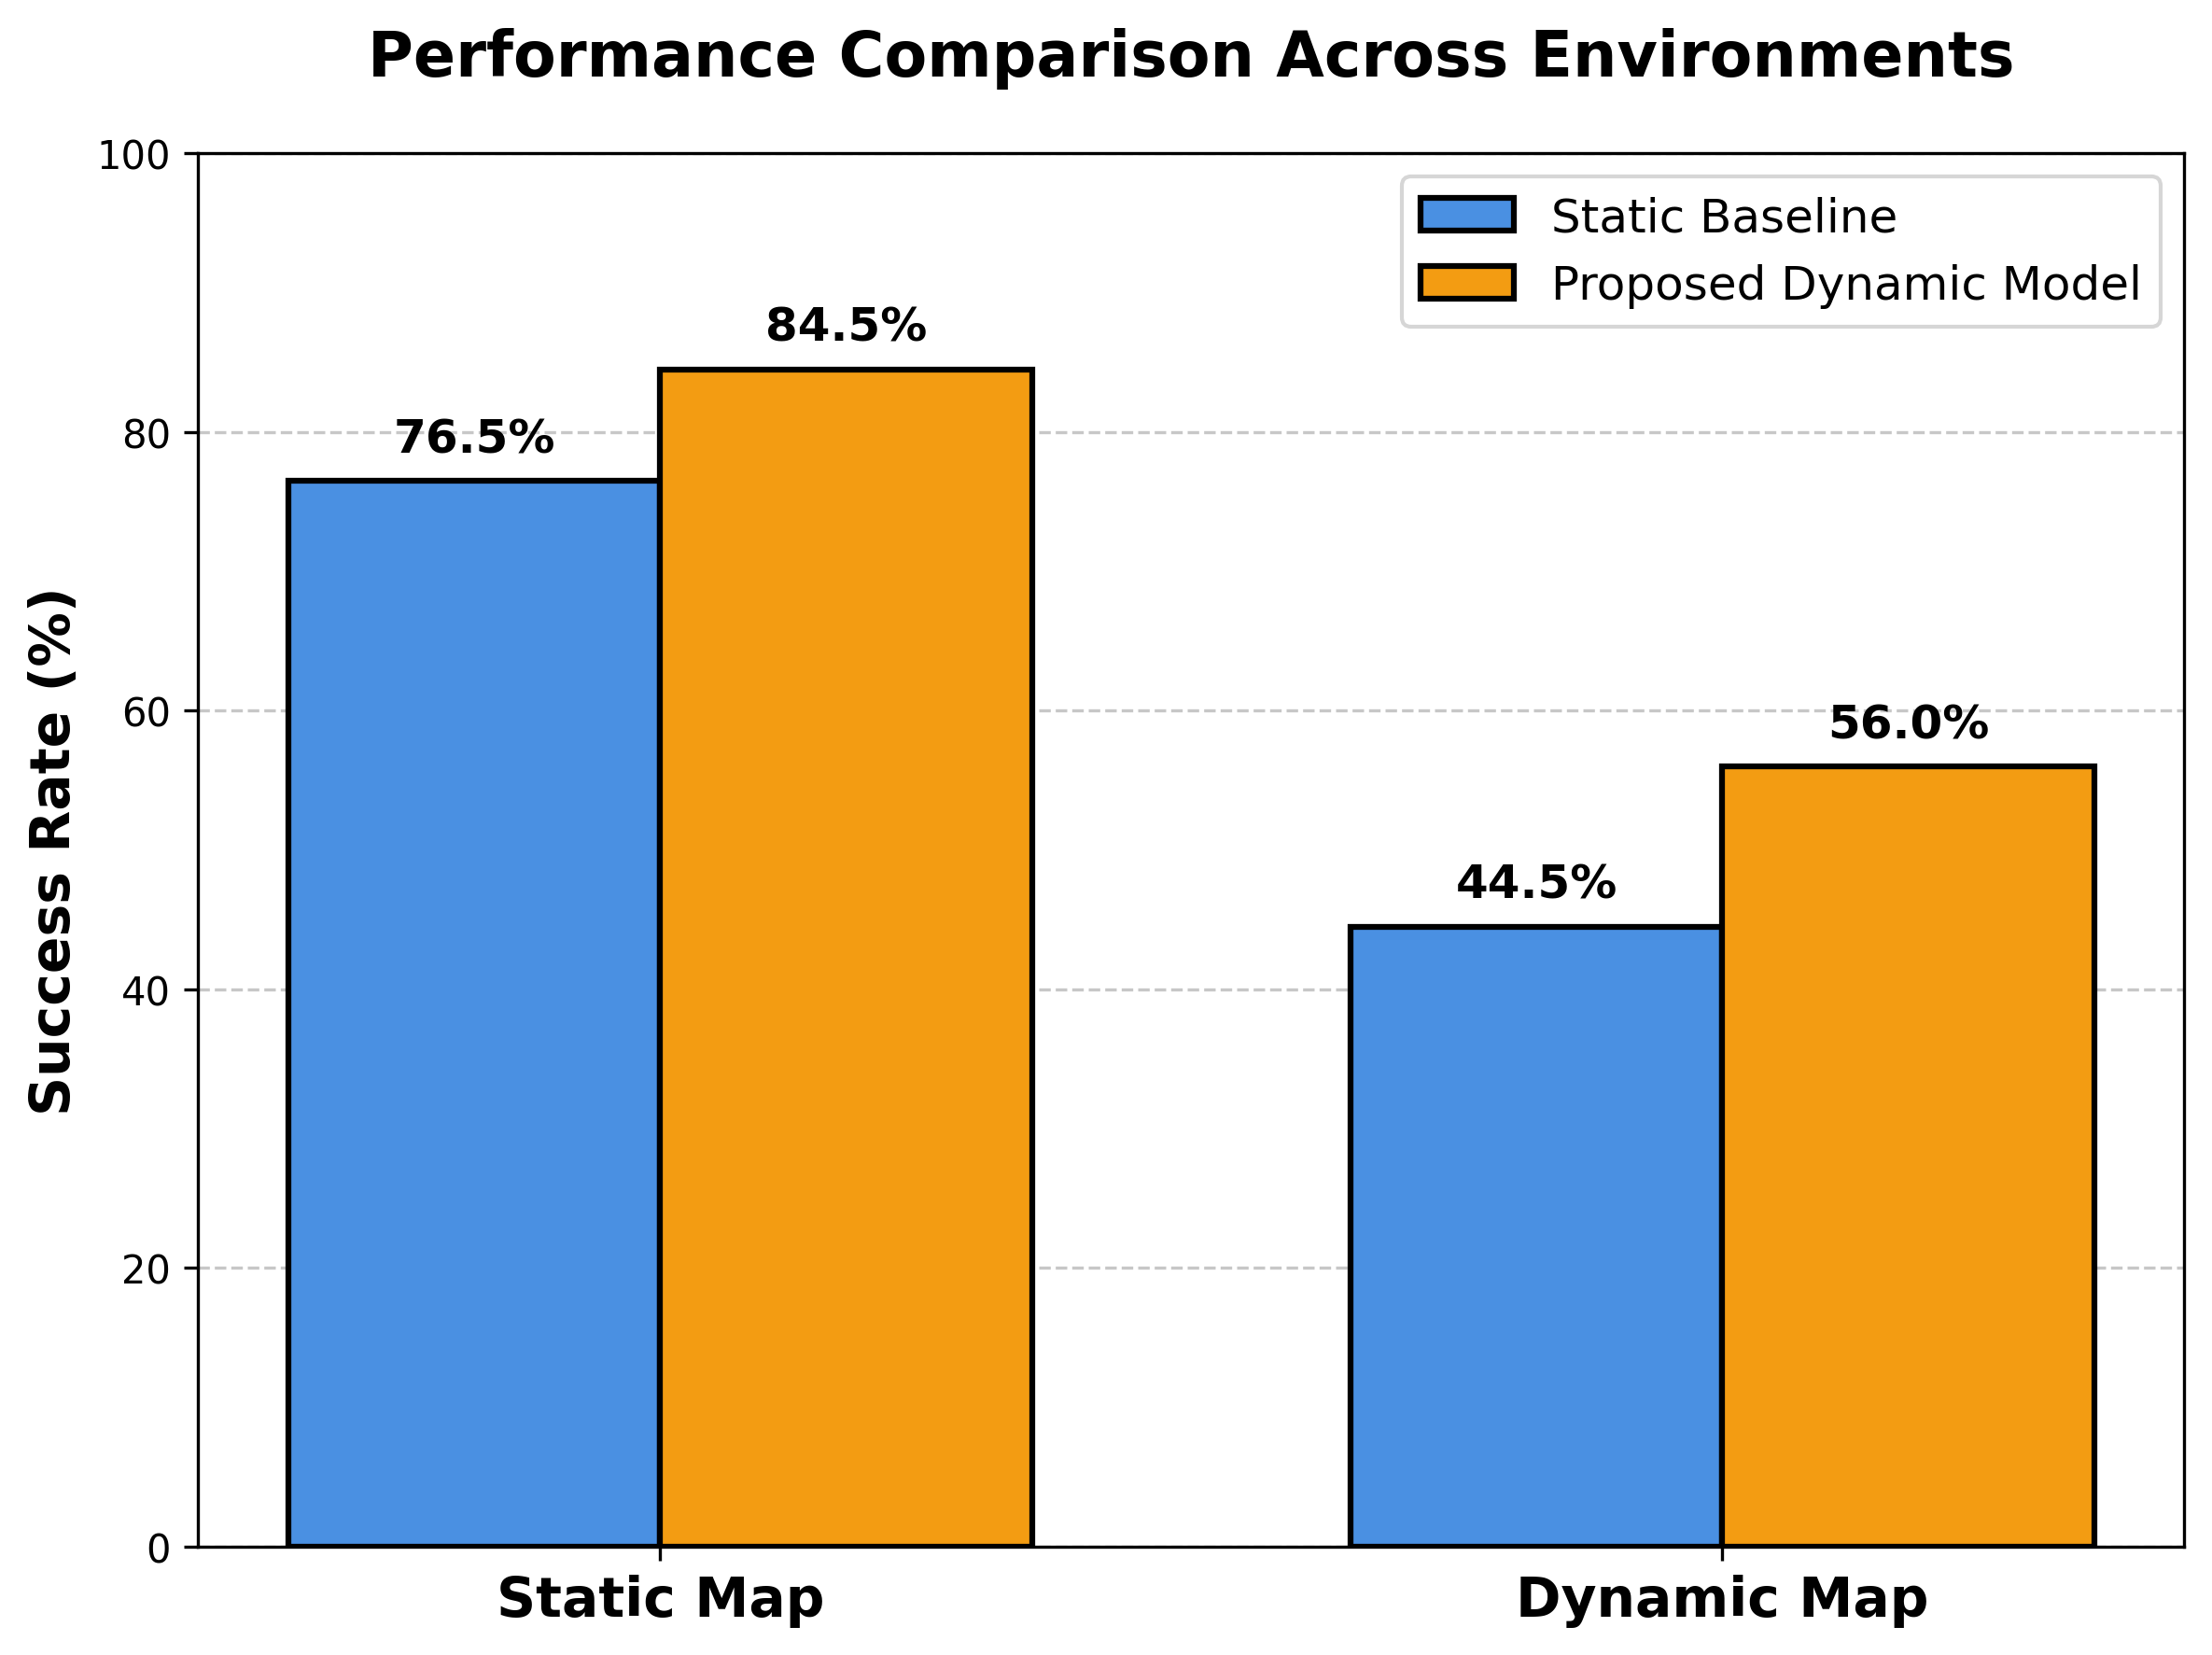 Performance Comparison Across Environments
Static Baseline
Proposed Dynamic Model
Success Rate (%)
100
80
60
40
20
0
76.5%
84.5%
44.5%
56.0%
Static Map
Dynamic Map